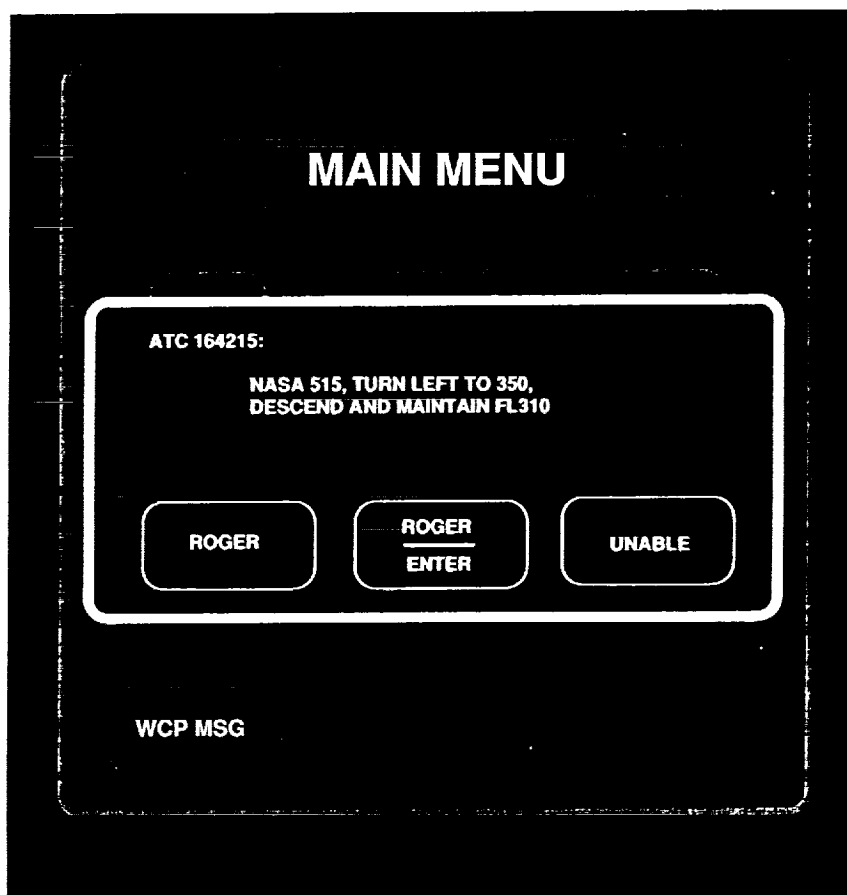 MAIN MENU
ATC 164215:
NASA 515, TURN LEFT TO 350,
DESCEND AND MAINTAIN FL310
ROGER
ROGER
ENTER
UNABLE
WCP MSG